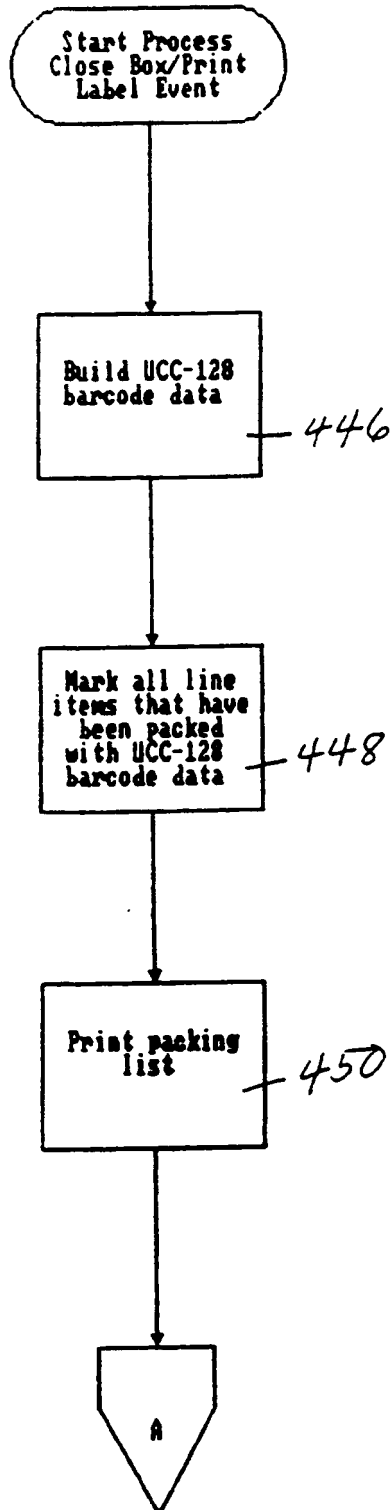 Start Process
Close Box/Print
Label Event
Build UCC-128
barcode data
446
Mark all line
items that have
been packed
with UCC-128
barcode data
448
Print packing
list
450
A